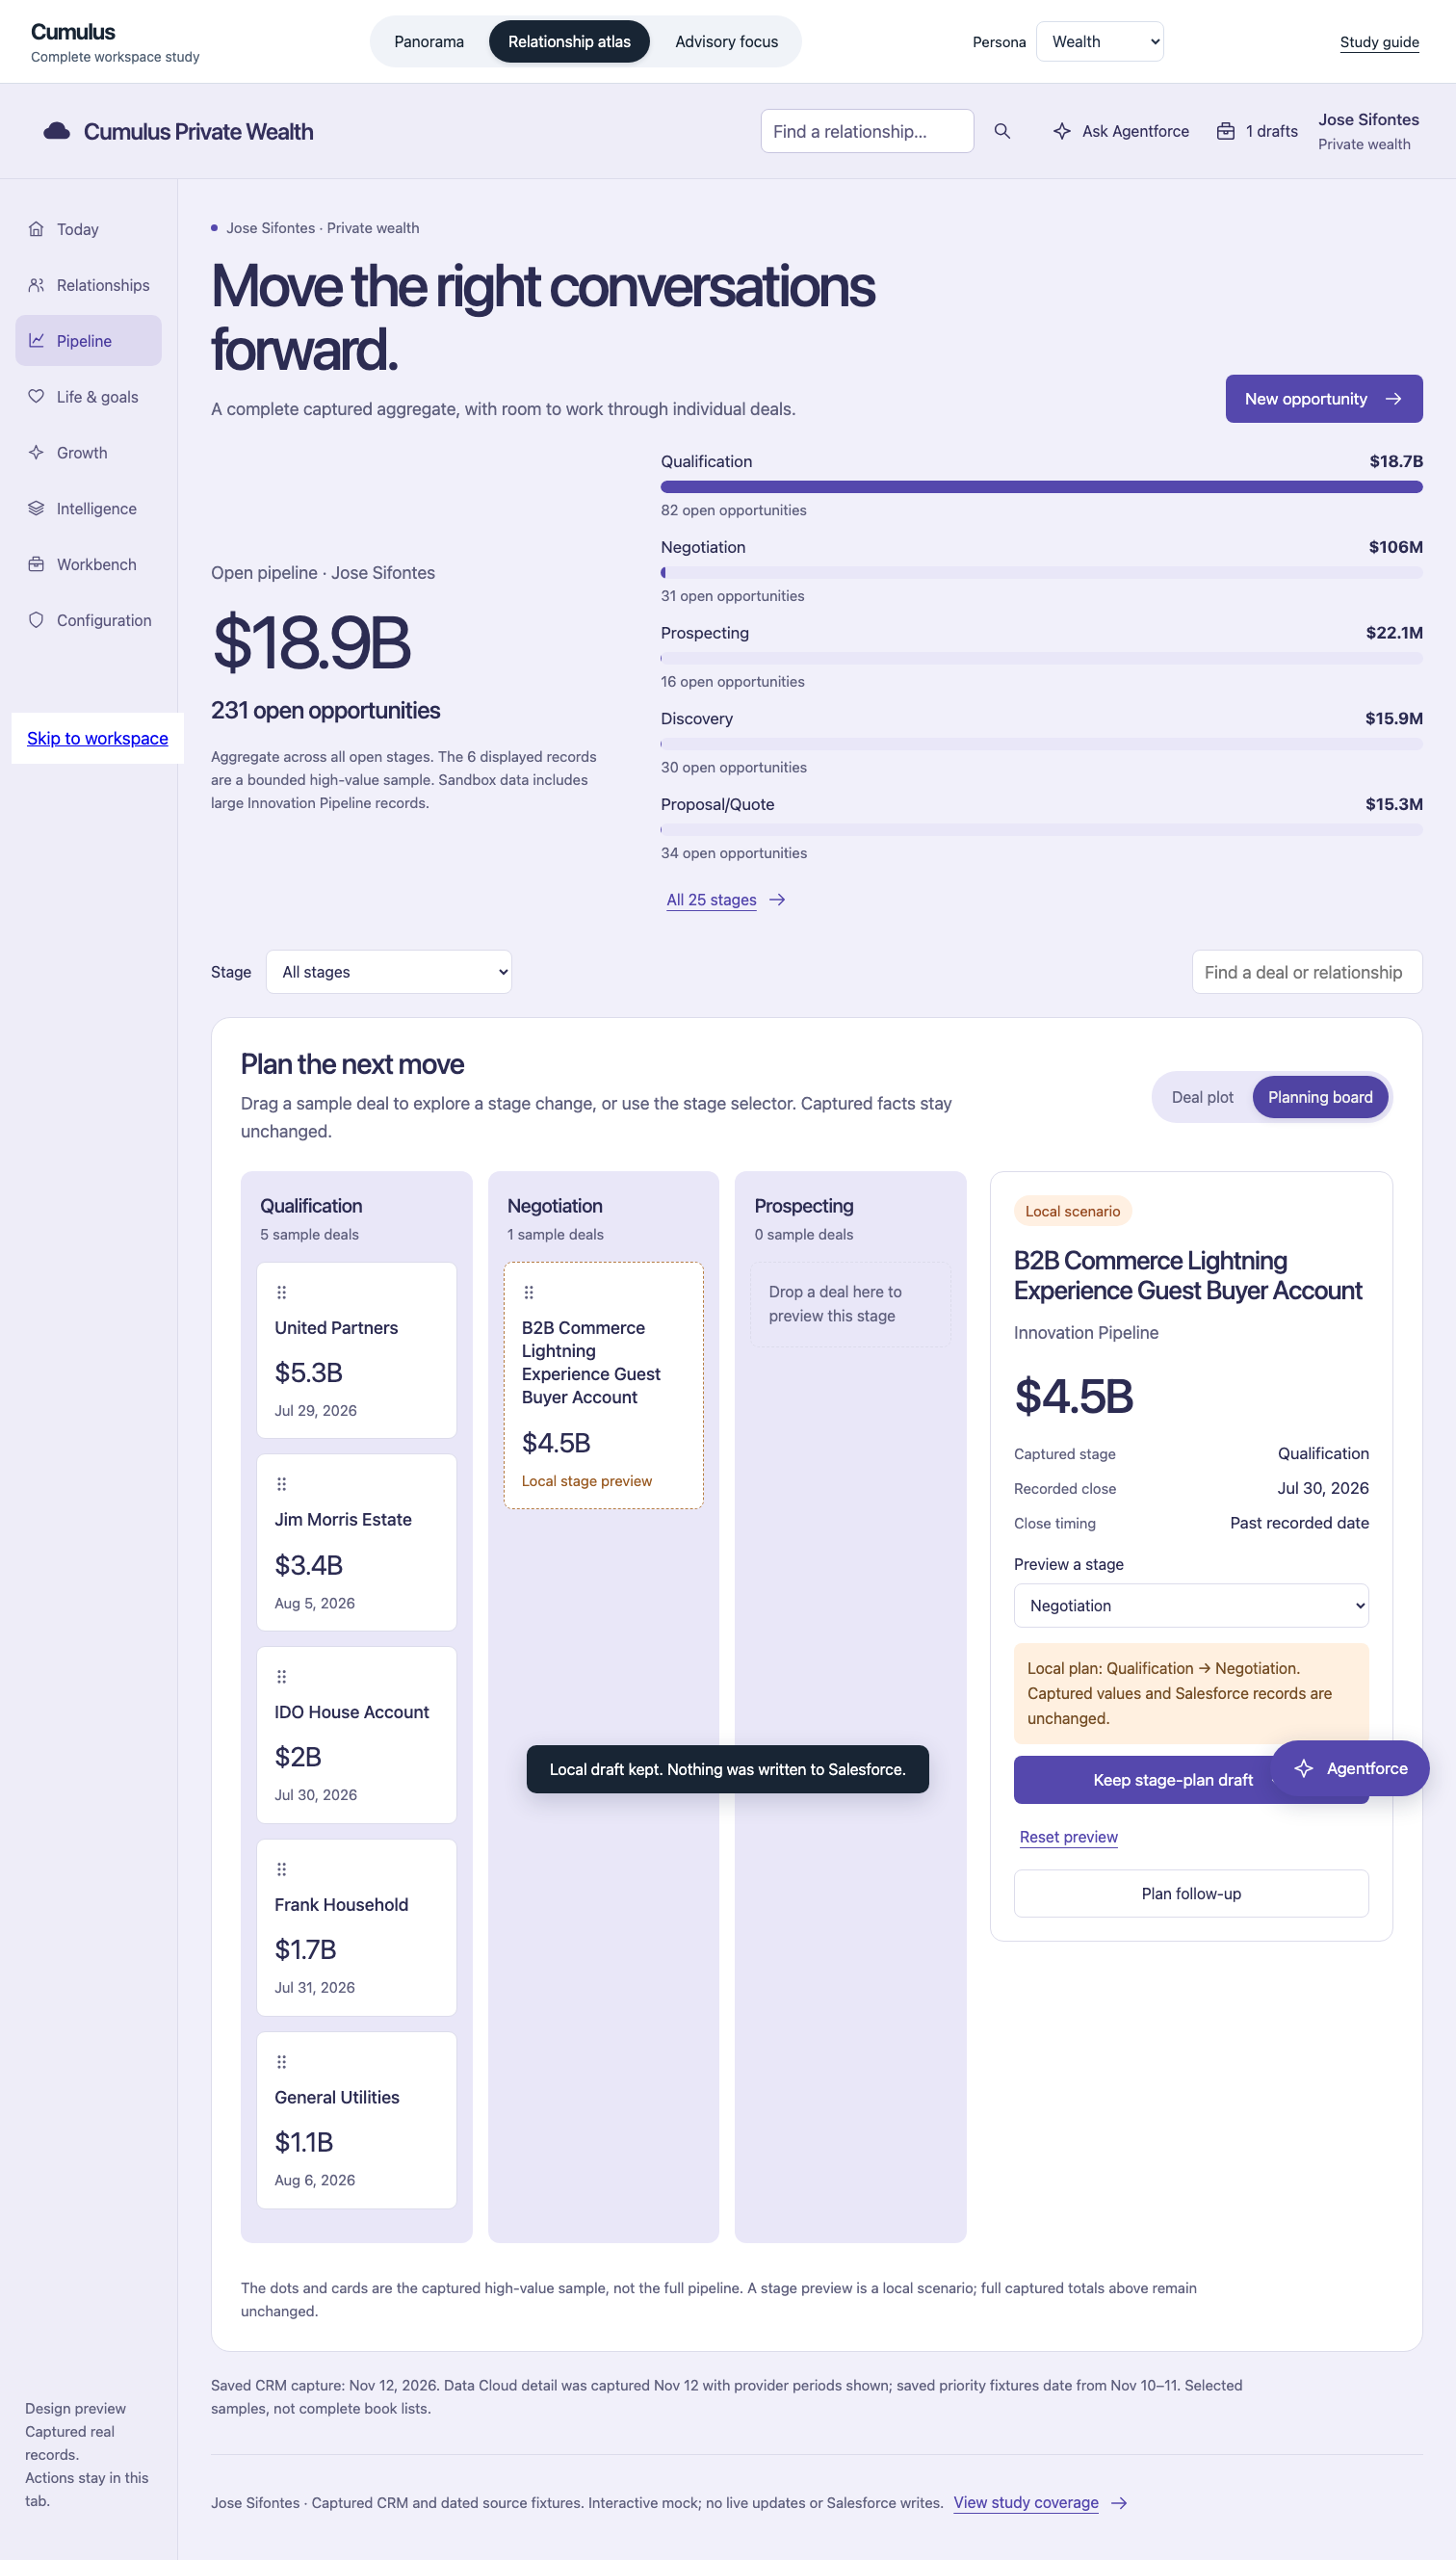 Cumulus
Complete workspace study
Panorama
Relationship atlas
Advisory focus
Persona
Wealth
Study guide
Cumulus Private Wealth
Find a relationship...
Ask Agentforce
1 drafts
Jose Sifontes
Private wealth
Today
Relationships
Pipeline
Life & goals
Growth
Intelligence
Workbench
Configuration
Skip to workspace
Jose Sifontes · Private wealth
Move the right conversations
forward.
A complete captured aggregate, with room to work through individual deals.
New opportunity
Open pipeline · Jose Sifontes
$18.9B
231 open opportunities
Aggregate across all open stages. The 6 displayed records
are a bounded high-value sample. Sandbox data includes
large Innovation Pipeline records.
Qualification $18.7B
82 open opportunities
Negotiation $106M
31 open opportunities
Prospecting $22.1M
16 open opportunities
Discovery $15.9M
30 open opportunities
Proposal/Quote $15.3M
34 open opportunities
All 25 stages
Stage
All stages
Find a deal or relationship
Plan the next move
Drag a sample deal to explore a stage change, or use the stage selector. Captured facts stay
unchanged.
Deal plot
Planning board
Qualification
5 sample deals
United Partners
$5.3B
Jul 29, 2026
Jim Morris Estate
$3.4B
Aug 5, 2026
IDO House Account
$2B
Jul 30, 2026
Frank Household
$1.7B
Jul 31, 2026
General Utilities
$1.1B
Aug 6, 2026
Negotiation
1 sample deals
B2B Commerce
Lightning
Experience Guest
Buyer Account
$4.5B
Local stage preview
Prospecting
0 sample deals
Drop a deal here to
preview this stage
Local draft kept. Nothing was written to Salesforce.
Local scenario
B2B Commerce Lightning
Experience Guest Buyer Account
Innovation Pipeline
$4.5B
Captured stage Qualification
Recorded close Jul 30, 2026
Close timing Past recorded date
Preview a stage
Negotiation
Local plan: Qualification → Negotiation.
Captured values and Salesforce records are
unchanged.
Keep stage-plan draft
Agentforce
Reset preview
Plan follow-up
The dots and cards are the captured high-value sample, not the full pipeline. A stage preview is a local scenario; full captured totals above remain
unchanged.
Saved CRM capture: Nov 12, 2026. Data Cloud detail was captured Nov 12 with provider periods shown; saved priority fixtures date from Nov 10–11. Selected
samples, not complete book lists.
Design preview
Captured real
records.
Actions stay in this
tab.
Jose Sifontes · Captured CRM and dated source fixtures. Interactive mock; no live updates or Salesforce writes.
View study coverage